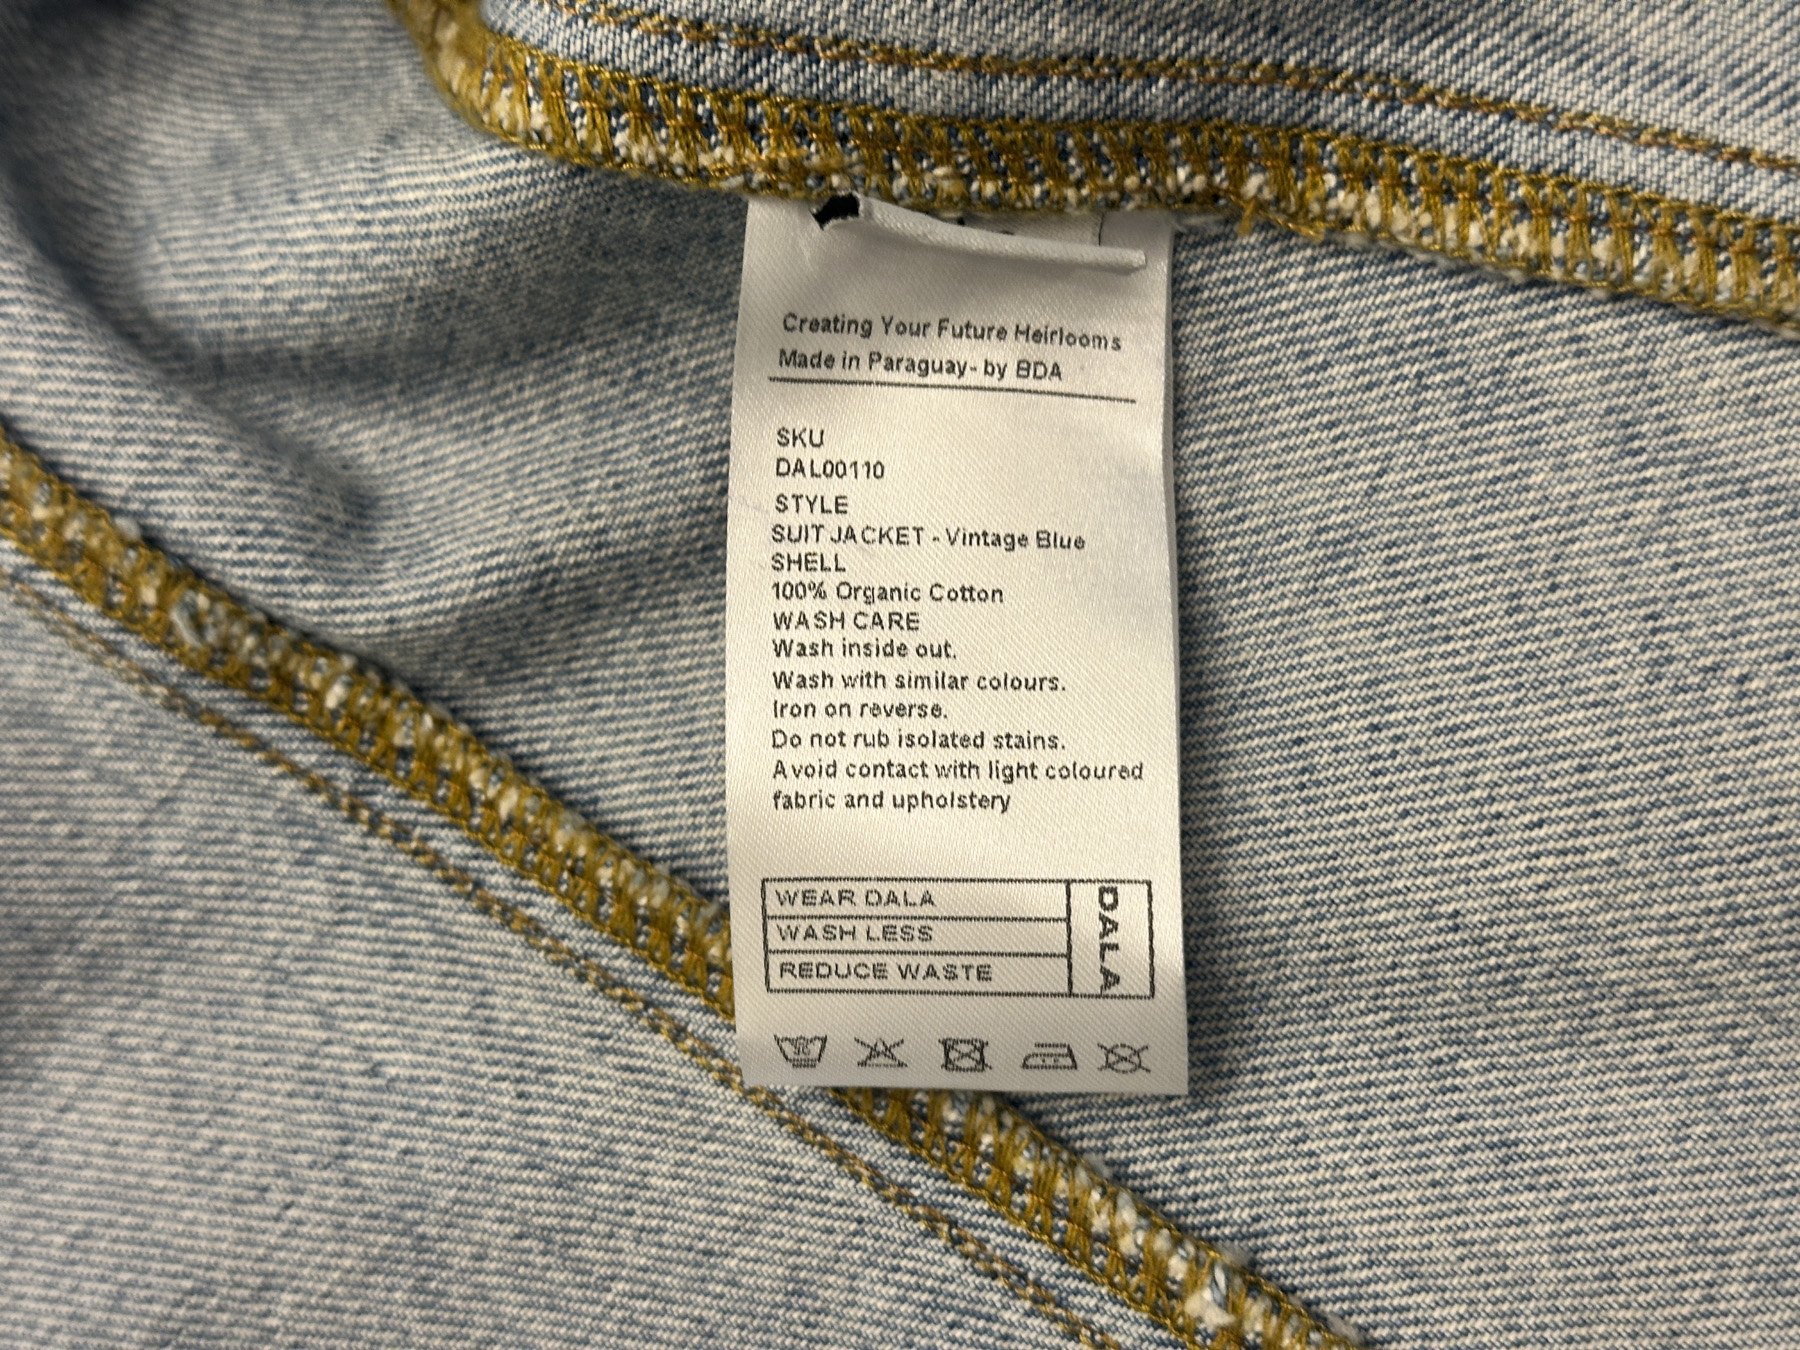 Creating Your Future Heirlooms
Made in Paraguay- by BDA
SKU
DAL00110
STYLE
SUIT JACKET - Vintage Blue
SHELL
100% Organic Cotton
WASH CARE
Wash inside out.
Wash with similar colours.
Iron on reverse.
Do not rub isolated stains.
Avoid contact with light coloured
fabric and upholstery
WEAR DALA
WASH LESS
REDUCE WASTE
DALA